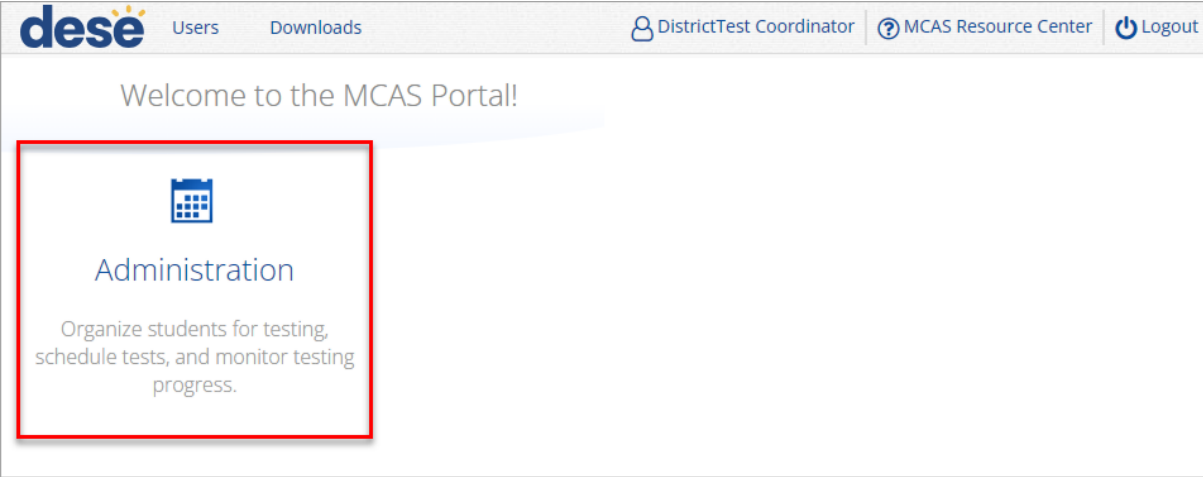 dese Users Downloads DistrictTest Coordinator MCAS Resource Center Logout
Welcome to the MCAS Portal!
Administration
Organize students for testing,
schedule tests, and monitor testing
progress.